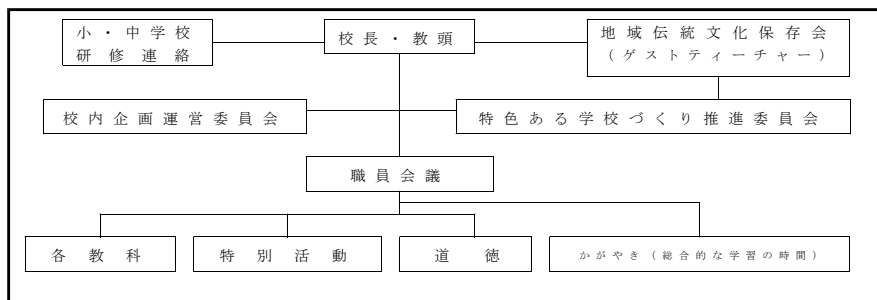 小・中学校
研修連絡
校長・教頭
地域伝統文化保存会
(ゲストティーチャー)
校内企画運営委員会
特色ある学校づくり推進委員会
職員会議
各教科
特別活動
道徳
かがやき(総合的な学習の時間)